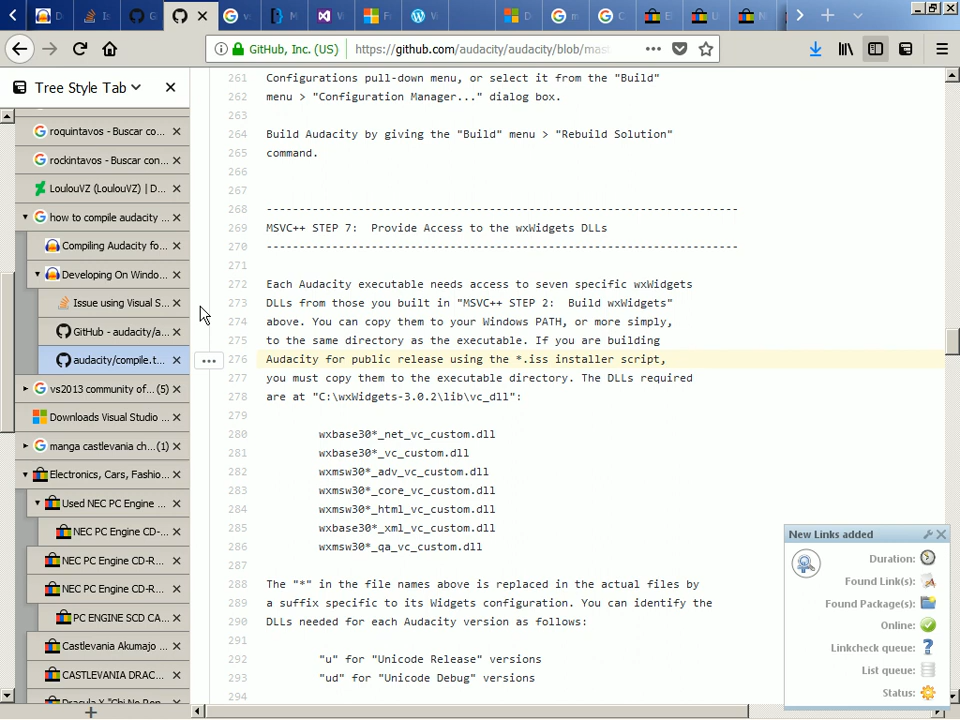 GitHub, Inc. (US)
https://github.com/audacity/audacity/blob/mas
Tree Style Tab
roquintavos - Buscar co...
rockintavos - Buscar con...
LoulouVZ (LoulouVZ) | D...
how to compile audacity ...
Compiling Audacity fo...
Developing On Windo...
Issue using Visual S...
GitHub - audacity/a...
audacity/compile.t...
vs2013 community of... (5)
Downloads Visual Studio ...
manga castlevania ch... (1)
Electronics, Cars, Fashio...
Used NEC PC Engine ...
NEC PC Engine CD-...
NEC PC Engine CD-R...
NEC PC Engine CD-R...
PC ENGINE SCD CA...
Castlevania Akumajo ...
CASTLEVANIA DRAC...
Dracula X "Chi No Ron...
261 Configurations pull-down menu, or select it from the "Build"
262 menu > "Configuration Manager..." dialog box.
263
264 Build Audacity by giving the "Build" menu > "Rebuild Solution"
265 command.
266
267
268 -----------------------------------------------------------------------
269 MSVC++ STEP 7:  Provide Access to the wxWidgets DLLs
270 -----------------------------------------------------------------------
271
272 Each Audacity executable needs access to seven specific wxWidgets
273 DLLs from those you built in "MSVC++ STEP 2:  Build wxWidgets"
274 above. You can copy them to your Windows PATH, or more simply,
275 to the same directory as the executable. If you are building
276 Audacity for public release using the *.iss installer script,
277 you must copy them to the executable directory. The DLLs required
278 are at "C:\wxWidgets-3.0.2\lib\vc_dll":
279
280 wxbase30*_net_vc_custom.dll
281 wxbase30*_vc_custom.dll
282 wxmsw30*_adv_vc_custom.dll
283 wxmsw30*_core_vc_custom.dll
284 wxmsw30*_html_vc_custom.dll
285 wxbase30*_xml_vc_custom.dll
286 wxmsw30*_qa_vc_custom.dll
287
288 The "*" in the file names above is replaced in the actual files by
289 a suffix specific to its Widgets configuration. You can identify the
290 DLLs needed for each Audacity version as follows:
291
292 "u" for "Unicode Release" versions
293 "ud" for "Unicode Debug" versions
294
New Links added
Duration:
Found Link(s):
Found Package(s):
Online:
Linkcheck queue:
List queue:
Status: